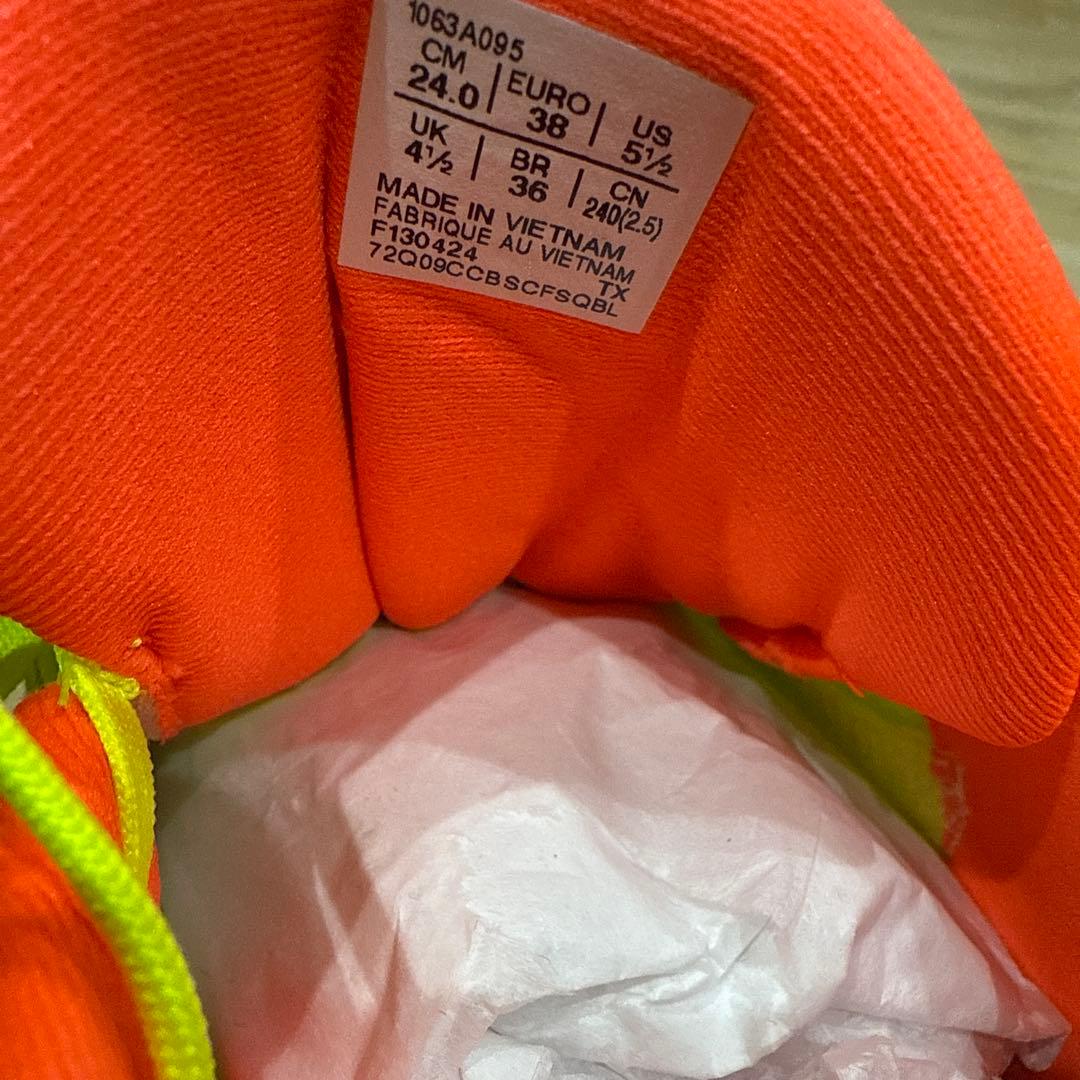 1063A095
CM 24.0 | EURO 38 | US 5½
UK 4½ | BR 36 | CN 240(2.5)
MADE IN VIETNAM
FABRIQUE AU VIETNAM
F130424 TX
72Q09CCBSCFSQBL